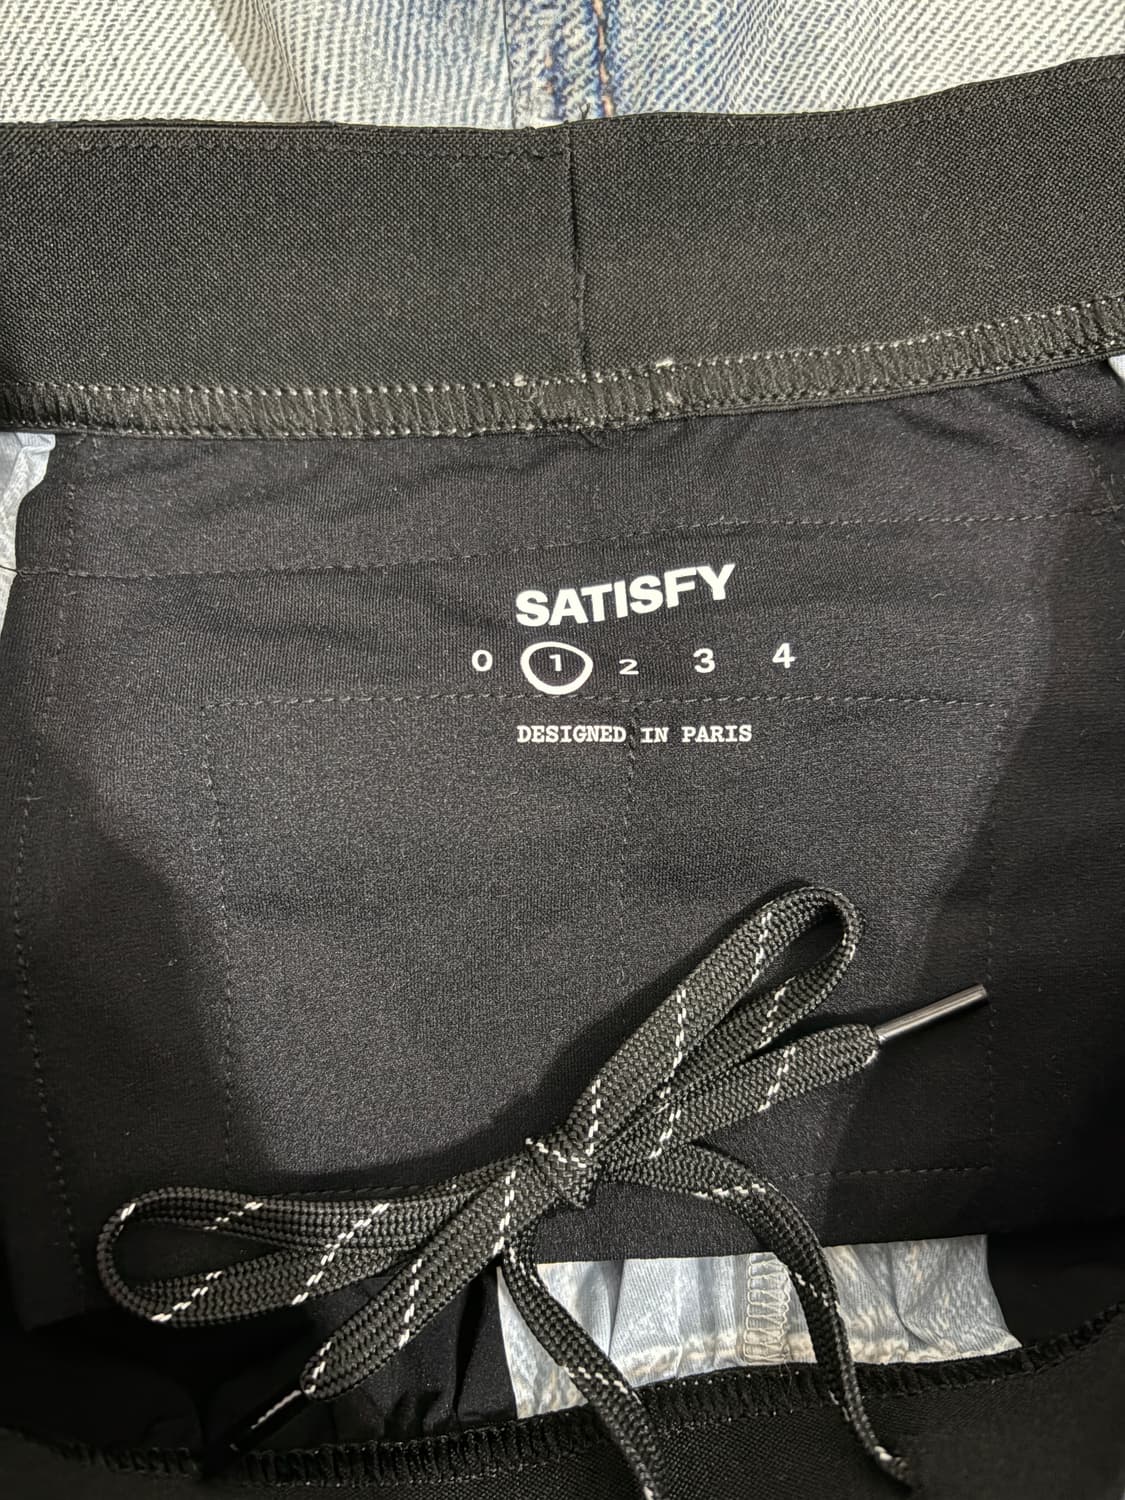 SATISFY
0 1 2 3 4
DESIGNED IN PARIS